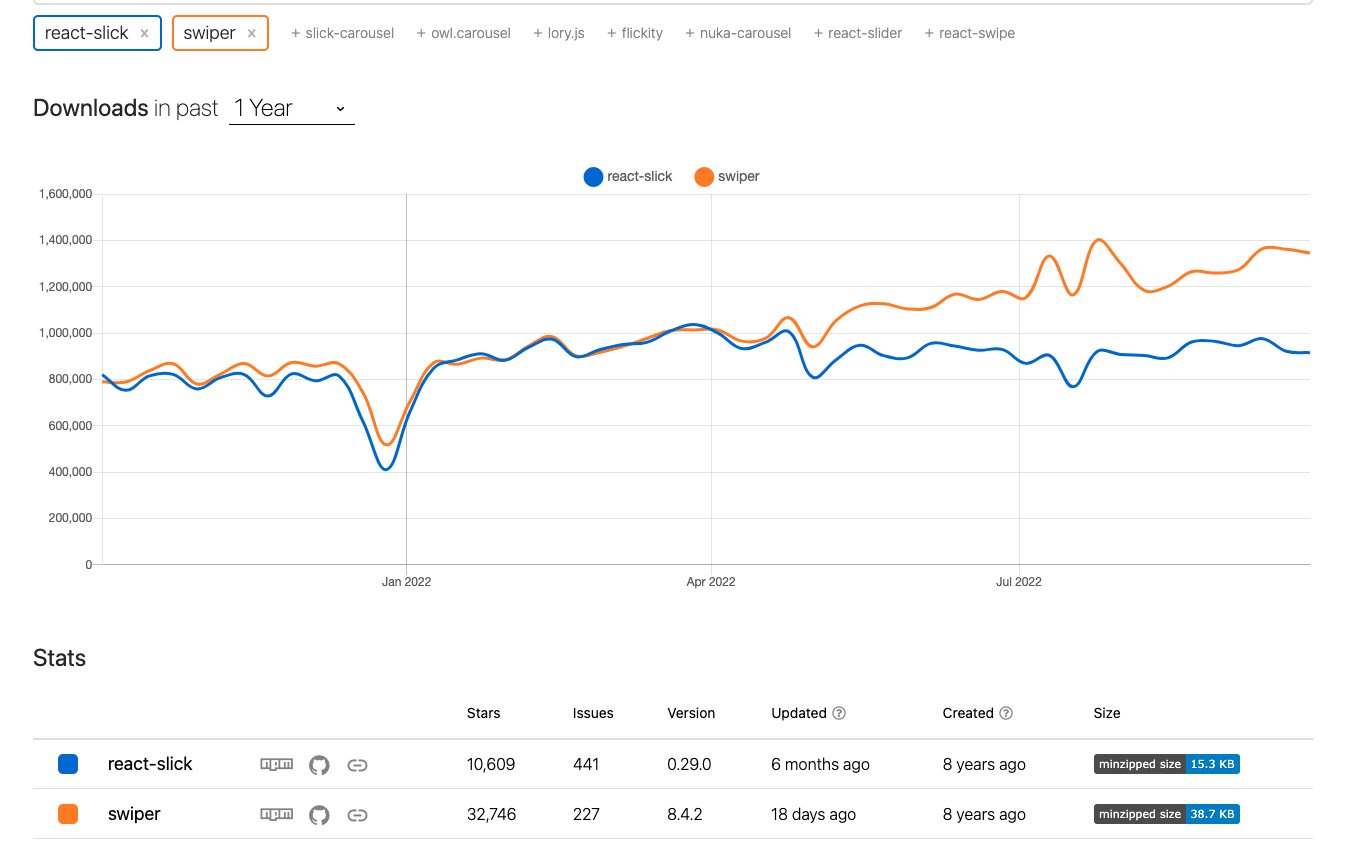 react-slick × swiper × + slick-carousel + owl.carousel + lory.js + flickity + nuka-carousel + react-slider + react-swipe
Downloads in past 1 Year
react-slick swiper
1,600,000
1,400,000
1,200,000
1,000,000
800,000
600,000
400,000
200,000
0
Jan 2022 Apr 2022 Jul 2022
Stats
Stars Issues Version Updated ? Created ? Size
react-slick npm 10,609 441 0.29.0 6 months ago 8 years ago minzipped size 15.3 KB
swiper npm 32,746 227 8.4.2 18 days ago 8 years ago minzipped size 38.7 KB